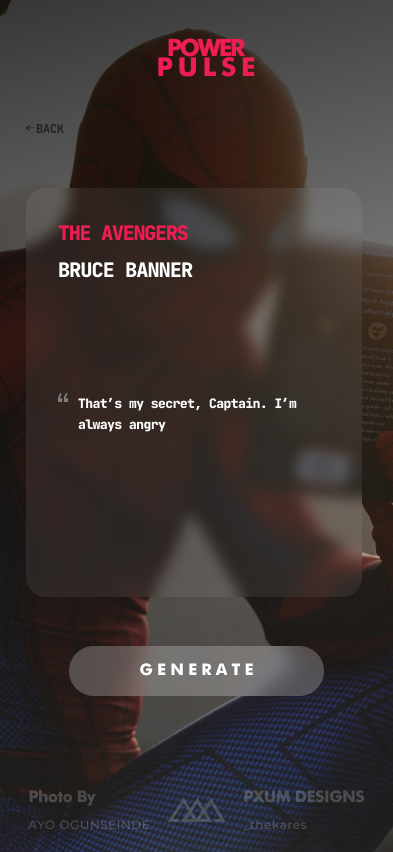 POWER
PULSE
←BACK
THE AVENGERS
BRUCE BANNER
“ That’s my secret, Captain. I’m
always angry
GENERATE
Photo By
AYO OGUNSEINDE
PXUM DESIGNS
_thekares